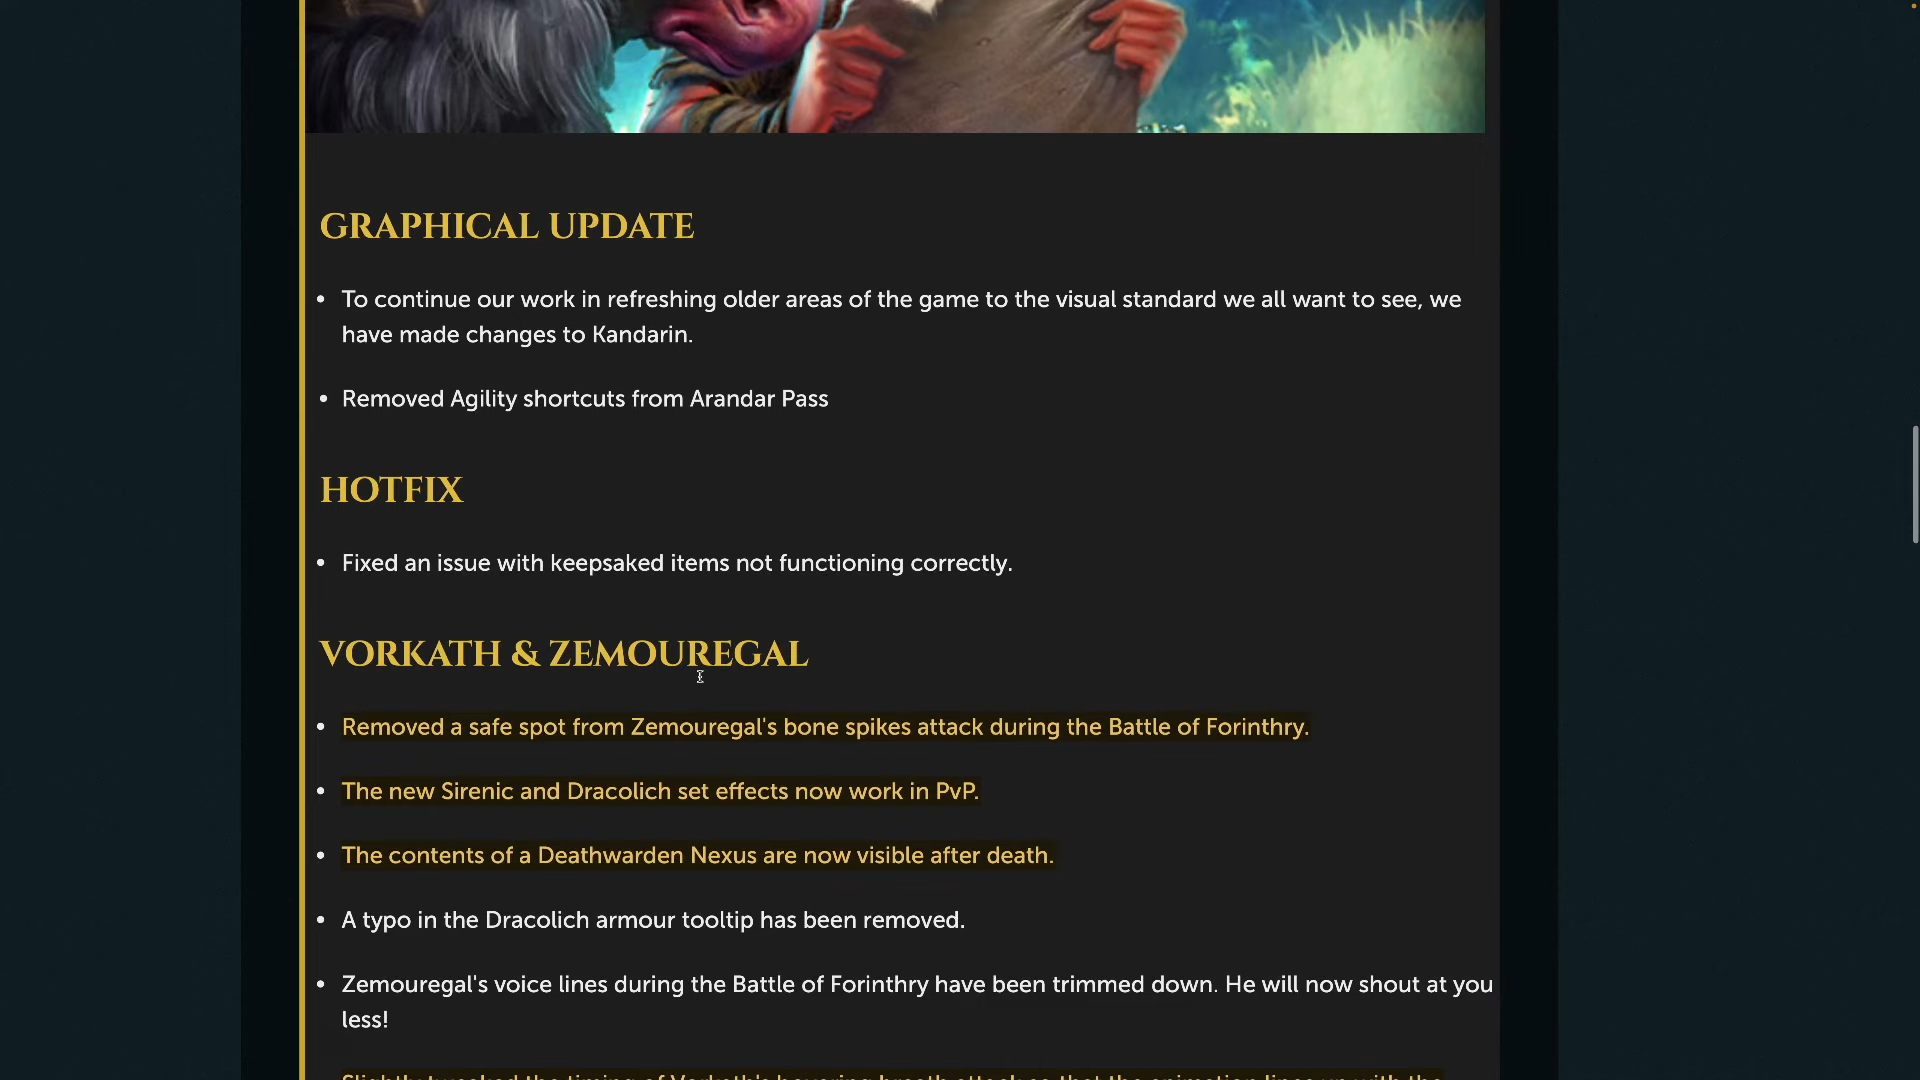 GRAPHICAL UPDATE
• To continue our work in refreshing older areas of the game to the visual standard we all want to see, we
have made changes to Kandarin.
• Removed Agility shortcuts from Arandar Pass
HOTFIX
• Fixed an issue with keepsaked items not functioning correctly.
VORKATH & ZEMOUREGAL
• Removed a safe spot from Zemouregal's bone spikes attack during the Battle of Forinthry.
• The new Sirenic and Dracolich set effects now work in PvP.
• The contents of a Deathwarden Nexus are now visible after death.
• A typo in the Dracolich armour tooltip has been removed.
• Zemouregal's voice lines during the Battle of Forinthry have been trimmed down. He will now shout at you
less!